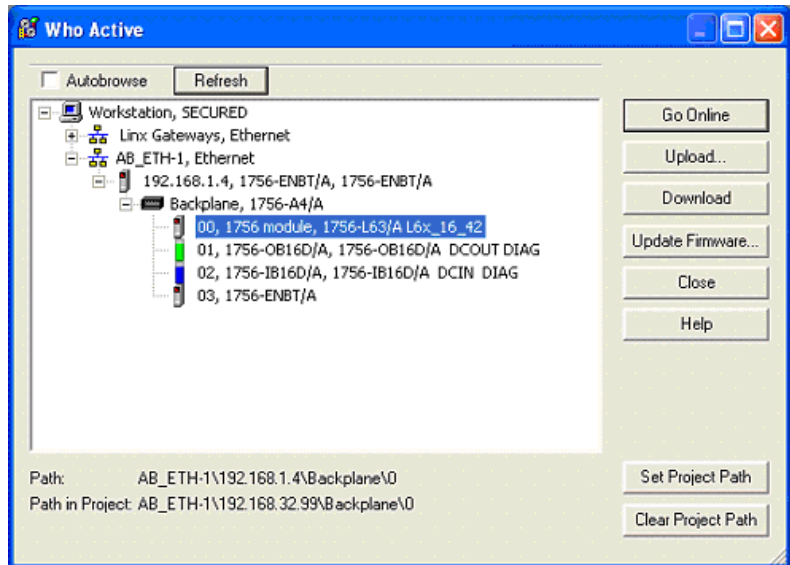 Who Active
Autobrowse Refresh
Workstation, SECURED
Linx Gateways, Ethernet
AB_ETH-1, Ethernet
192.168.1.4, 1756-ENBT/A, 1756-ENBT/A
Backplane, 1756-A4/A
00, 1756 module, 1756-L63/A L6x_16_42
01, 1756-OB16D/A, 1756-OB16D/A DCOUT DIAG
02, 1756-IB16D/A, 1756-IB16D/A DCIN DIAG
03, 1756-ENBT/A
Go Online
Upload...
Download
Update Firmware...
Close
Help
Path: AB_ETH-1\192.168.1.4\Backplane\0
Path in Project: AB_ETH-1\192.168.32.99\Backplane\0
Set Project Path
Clear Project Path